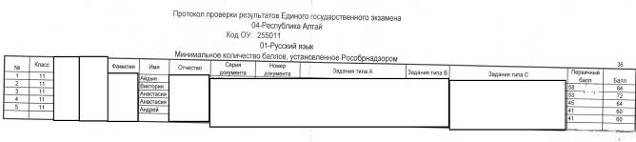 Протокол проверки результатов Единого государственного экзамена
04-Республика Алтай
Код ОУ: 255011
01-Русский язык
Минимальное количество баллов, установленное Рособрнадзором 36
№ Класс Фамилия Имя Отчество Серия документа Номер документа Задания типа A Задания типа B Задания типа C Первичный балл Балл
1 11 Айдын 84
2 11 Виктория 53 72
3 11 Анастасия 45 64
4 11 Анастасия 41 60
5 11 Андрей 41 60